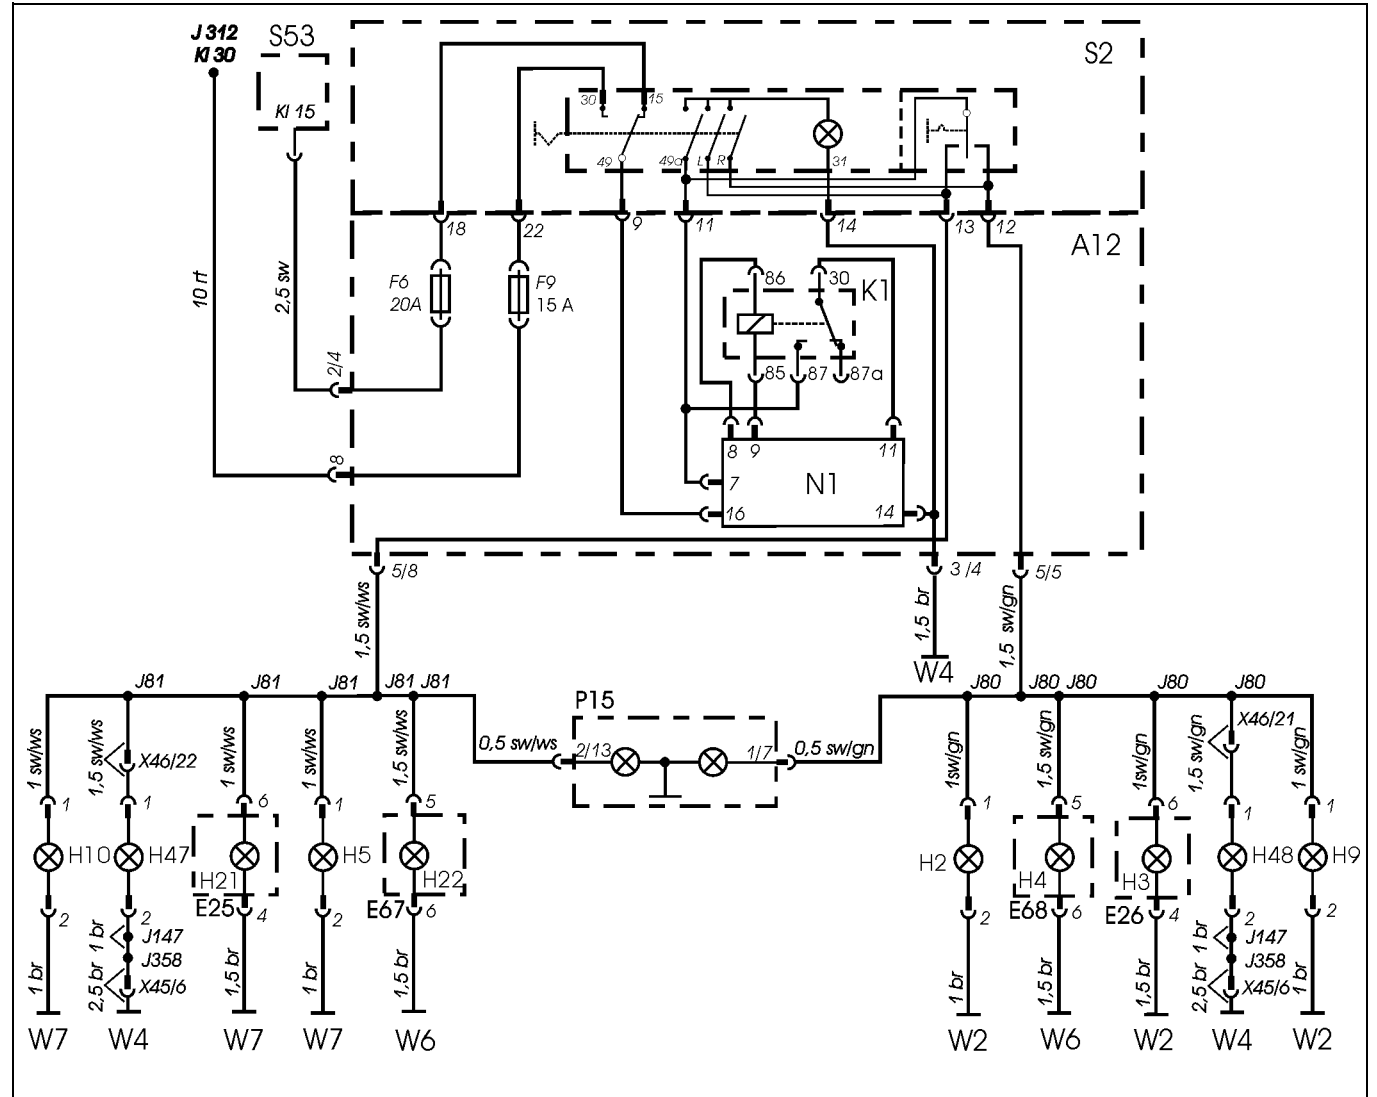 J 312
Kl 30
S53
Kl 15
S2
30
15
49
49a
L
R
31
18
22
9
11
14
13
12
A12
10 rt
2,5 sw
F6
20A
F9
15 A
86
30
K1
85
87
87a
2/4
8
8
9
11
7
N1
16
14
5/8
3 /4
5/5
1,5 sw/ws
1,5 br
1,5 sw/gn
W4
J81
J81
J81
J81
J81
P15
J80
J80
J80
J80
J80
1 sw/ws
1,5 sw/ws
X46/22
1 sw/ws
1 sw/ws
1,5 sw/ws
0,5 sw/ws
2/13
1/7
0,5 sw/gn
1sw/gn
1,5 sw/gn
1sw/gn
1,5 sw/gn
X46/21
1 sw/gn
1
1
6
1
5
1
5
6
1
1
H10
H47
H21
H5
H22
H2
H4
H3
H48
H9
E25
E67
E68
E26
2
2
4
2
6
2
6
4
2
2
1 br
1 br
J147
J358
2,5 br
X45/6
1,5 br
1 br
1,5 br
1 br
1,5 br
1,5 br
1 br
J147
J358
2,5 br
X45/6
1 br
W7
W4
W7
W7
W6
W2
W6
W2
W4
W2